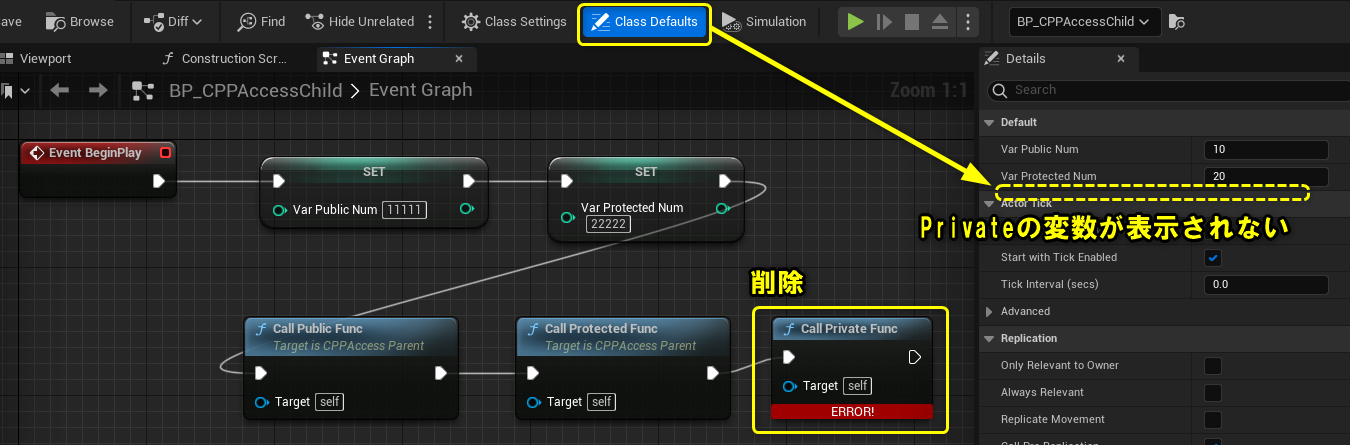 ave Browse Diff Find Hide Unrelated Class Settings Class Defaults Simulation BP_CPPAccessChild
Viewport Construction Scr... Event Graph × Details ×
BP_CPPAccessChild > Event Graph Zoom 1:1 Search
Default
Event BeginPlay
Var Public Num 10
SET SET
Var Protected Num 20
Var Public Num 11111 Var Protected Num
22222
Actor Tick
Privateの変数が表示されない
Start with Tick Enabled
Tick Interval (secs) 0.0
削除
Advanced
Call Public Func Call Protected Func Call Private Func
Target is CPPAccess Parent Target is CPPAccess Parent
Replication
Only Relevant to Owner
Target self Target self Target self
Always Relevant
ERROR!
Replicate Movement
Call Pre Replication